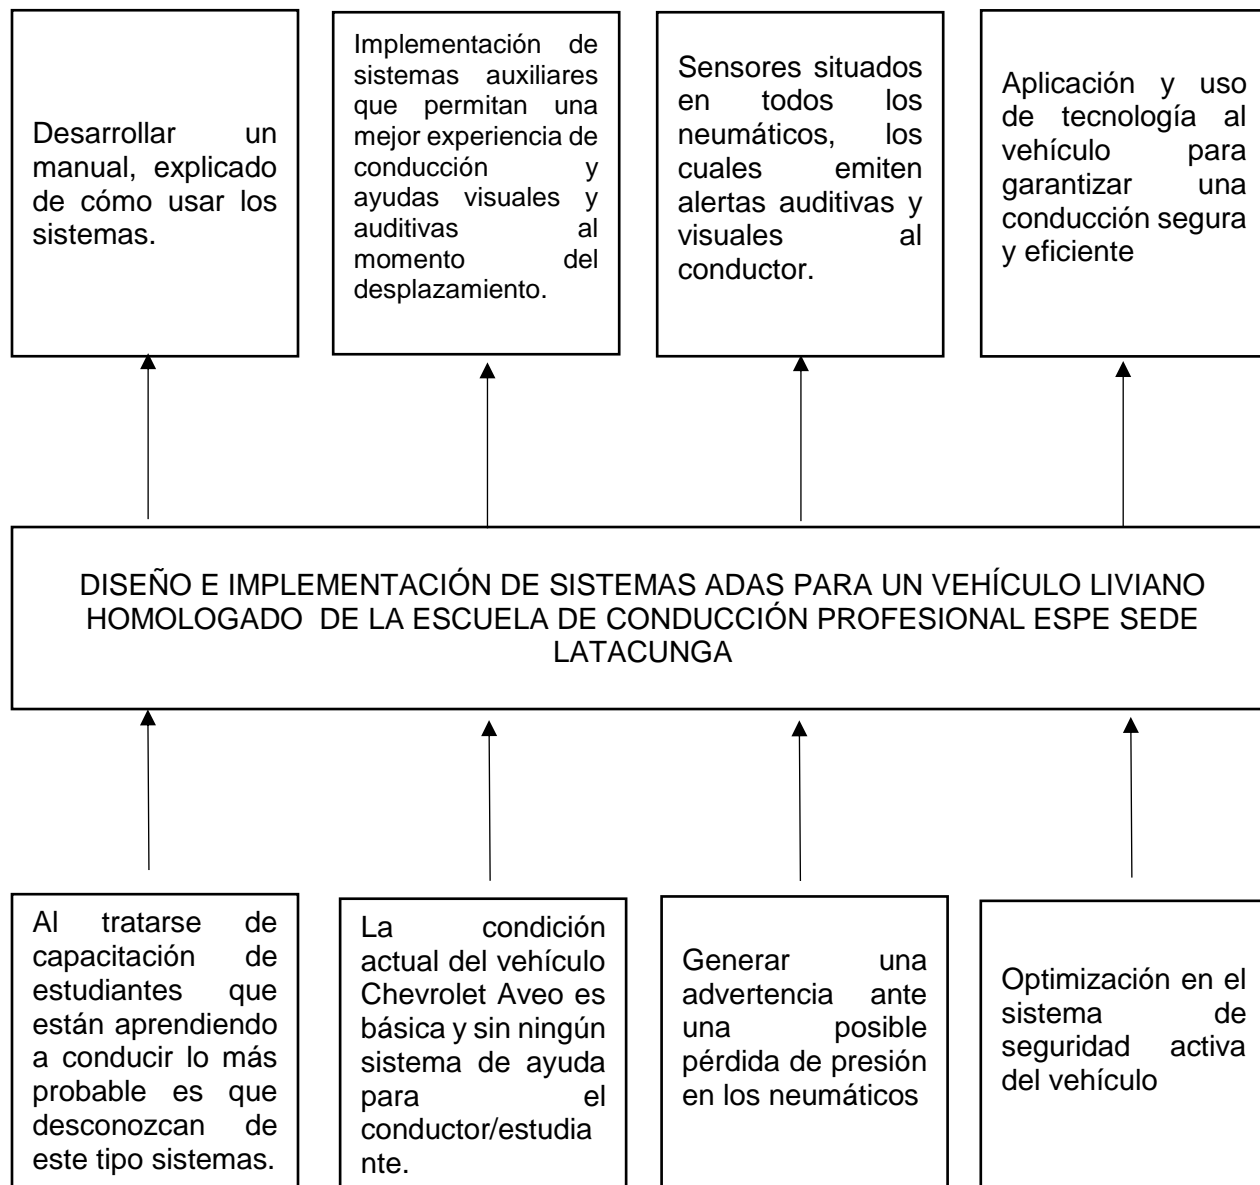 Desarrollar un
manual, explicado
de cómo usar los
sistemas.
Implementación de
sistemas auxiliares
que permitan una
mejor experiencia de
conducción y
ayudas visuales y
auditivas al
momento del
desplazamiento.
Sensores situados
en todos los
neumáticos, los
cuales emiten
alertas auditivas y
visuales al
conductor.
Aplicación y uso
de tecnología al
vehículo para
garantizar una
conducción segura
y eficiente
DISEÑO E IMPLEMENTACIÓN DE SISTEMAS ADAS PARA UN VEHÍCULO LIVIANO
HOMOLOGADO DE LA ESCUELA DE CONDUCCIÓN PROFESIONAL ESPE SEDE
LATACUNGA
Al tratarse de
capacitación de
estudiantes que
están aprendiendo
a conducir lo más
probable es que
desconozcan de
este tipo sistemas.
La condición
actual del vehículo
Chevrolet Aveo es
básica y sin ningún
sistema de ayuda
para el
conductor/estudia
nte.
Generar una
advertencia ante
una posible
pérdida de presión
en los neumáticos
Optimización en el
sistema de
seguridad activa
del vehículo